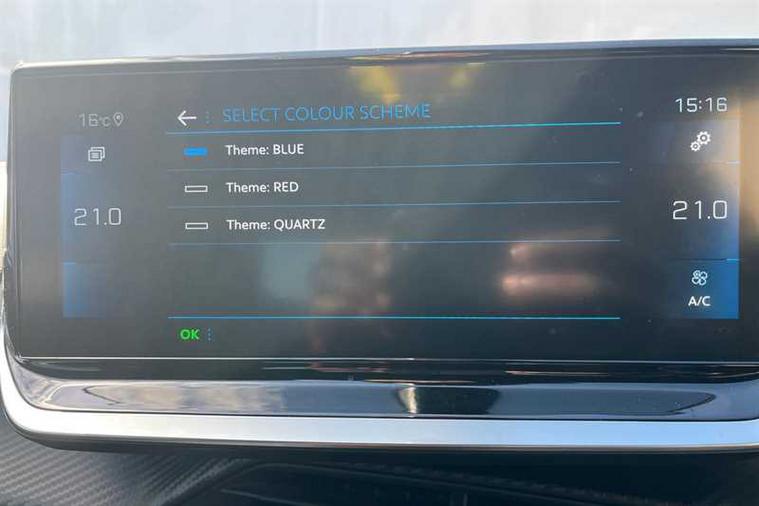 16°C
SELECT COLOUR SCHEME
15:16
Theme: BLUE
Theme: RED
Theme: QUARTZ
21.0
21.0
A/C
OK